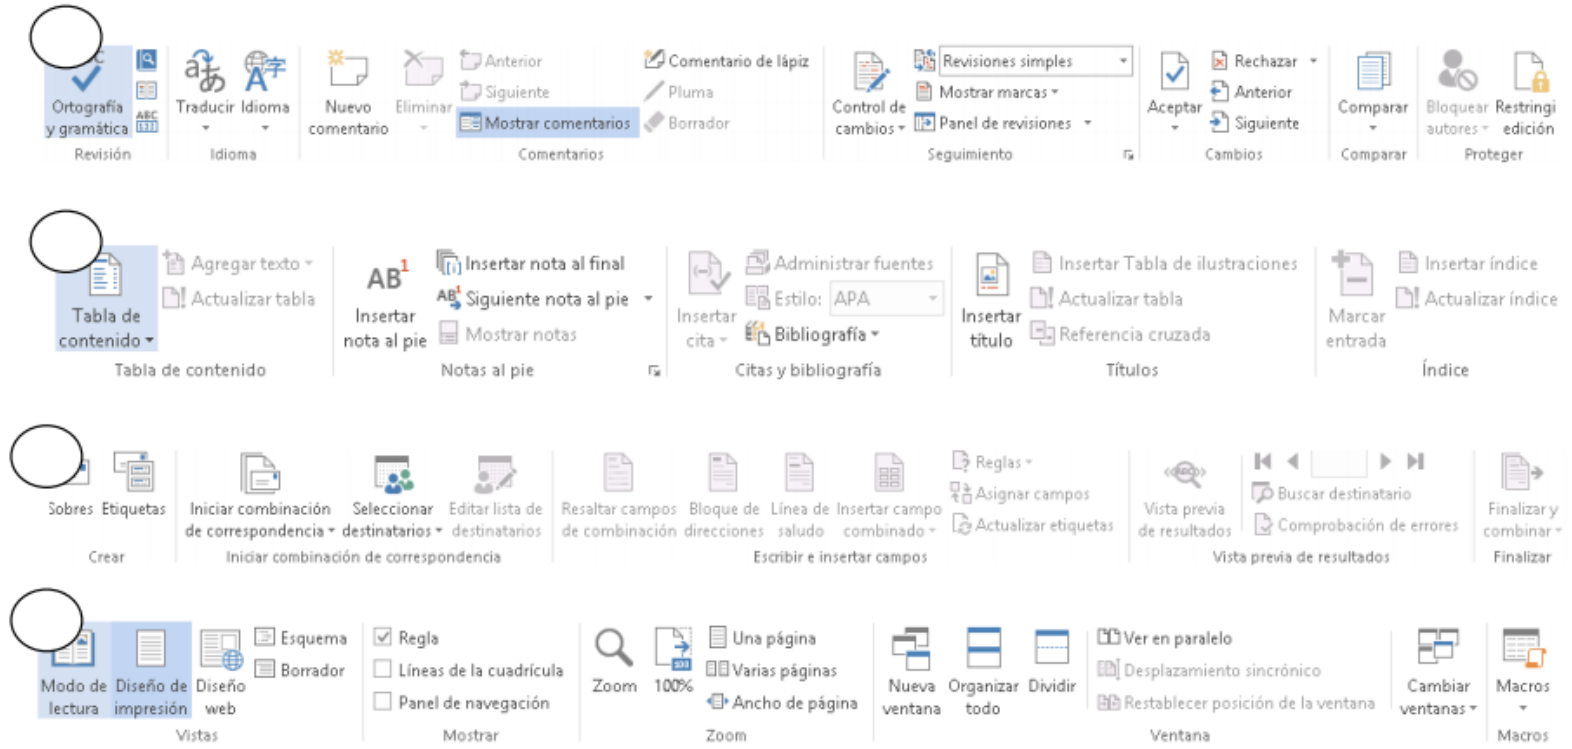 Ortografía y gramática
ABC
123
Revisión
Traducir
Idioma
Idioma
Nuevo comentario
Eliminar
Anterior
Siguiente
Mostrar comentarios
Comentario de lápiz
Pluma
Borrador
Comentarios
Control de cambios
Revisiones simples
Mostrar marcas
Panel de revisiones
Seguimiento
Aceptar
Rechazar
Anterior
Siguiente
Cambios
Comparar
Comparar
Bloquear autores
Restringi edición
Proteger
Tabla de contenido
Agregar texto
Actualizar tabla
Tabla de contenido
AB1
Insertar nota al pie
Insertar nota al final
Siguiente nota al pie
Mostrar notas
Notas al pie
Insertar cita
Administrar fuentes
Estilo: APA
Bibliografía
Citas y bibliografía
Insertar título
Insertar Tabla de ilustraciones
Actualizar tabla
Referencia cruzada
Títulos
Marcar entrada
Insertar índice
Actualizar índice
Índice
Sobres
Etiquetas
Crear
Iniciar combinación de correspondencia
Seleccionar destinatarios
Editar lista de destinatarios
Iniciar combinación de correspondencia
Resaltar campos de combinación
Bloque de direcciones
Línea de saludo
Insertar campo combinado
Reglas
Asignar campos
Actualizar etiquetas
Escribir e insertar campos
ABC
Vista previa de resultados
Buscar destinatario
Comprobación de errores
Vista previa de resultados
Finalizar y combinar
Finalizar
Modo de lectura
Diseño de impresión
Diseño web
Esquema
Borrador
Vistas
Regla
Líneas de la cuadrícula
Panel de navegación
Mostrar
Zoom
100%
Una página
Varias páginas
Ancho de página
Zoom
Nueva ventana
Organizar todo
Dividir
Ver en paralelo
Desplazamiento sincrónico
Restablecer posición de la ventana
Cambiar ventanas
Ventana
Macros
Macros